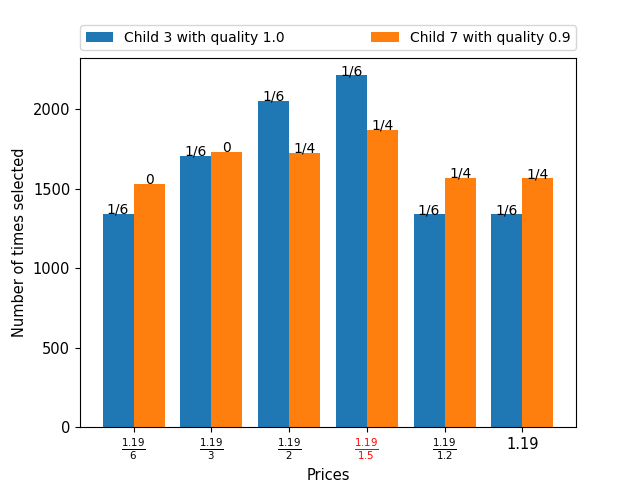 Child 3 with quality 1.0 Child 7 with quality 0.9
Number of times selected
2000
1500
1000
500
0
1/6 0 1/6 0 1/6 1/4 1/6 1/4 1/6 1/4 1/6 1/4
1.19/6 1.19/3 1.19/2 1.19/1.5 1.19/1.2 1.19
Prices